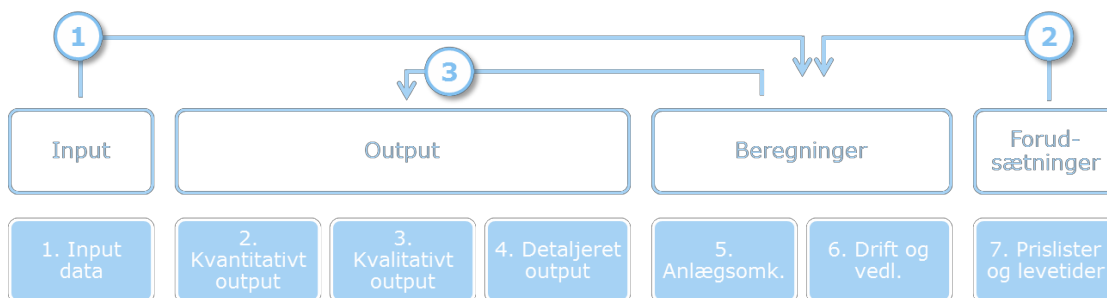 1
2
3
Input
Output
Beregninger
Forud-
sætninger
1. Input
data
2.
Kvantitativt
output
3.
Kvalitativt
output
4. Detaljeret
output
5.
Anlægsomk.
6. Drift og
vedl.
7. Prislister
og levetider